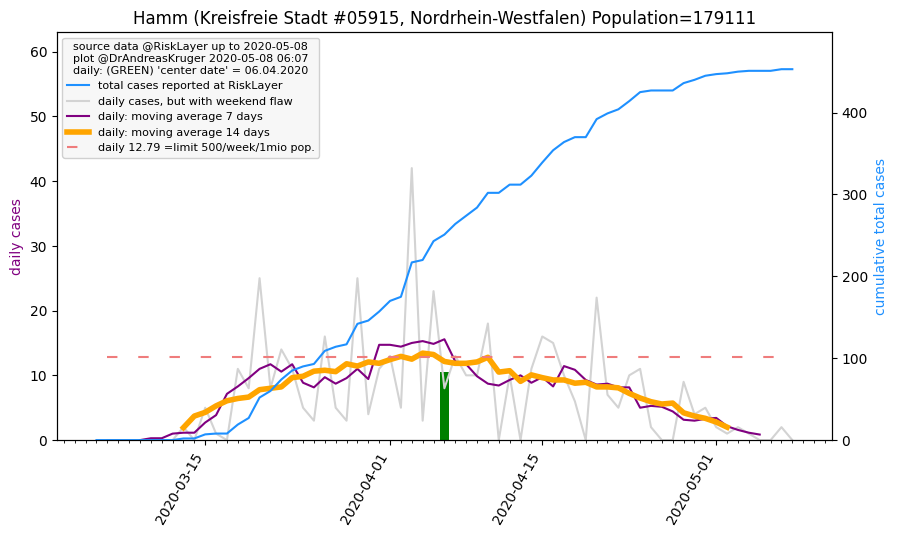 Hamm (Kreisfreie Stadt #05915, Nordrhein-Westfalen) Population=179111
source data @RiskLayer up to 2020-05-08
plot @DrAndreasKruger 2020-05-08 06:07
daily: (GREEN) 'center date' = 06.04.2020
total cases reported at RiskLayer
daily cases, but with weekend flaw
daily: moving average 7 days
daily: moving average 14 days
daily 12.79 =limit 500/week/1mio pop.
daily cases
60
50
40
30
20
10
0
cumulative total cases
400
300
200
100
0
2020-03-15
2020-04-01
2020-04-15
2020-05-01